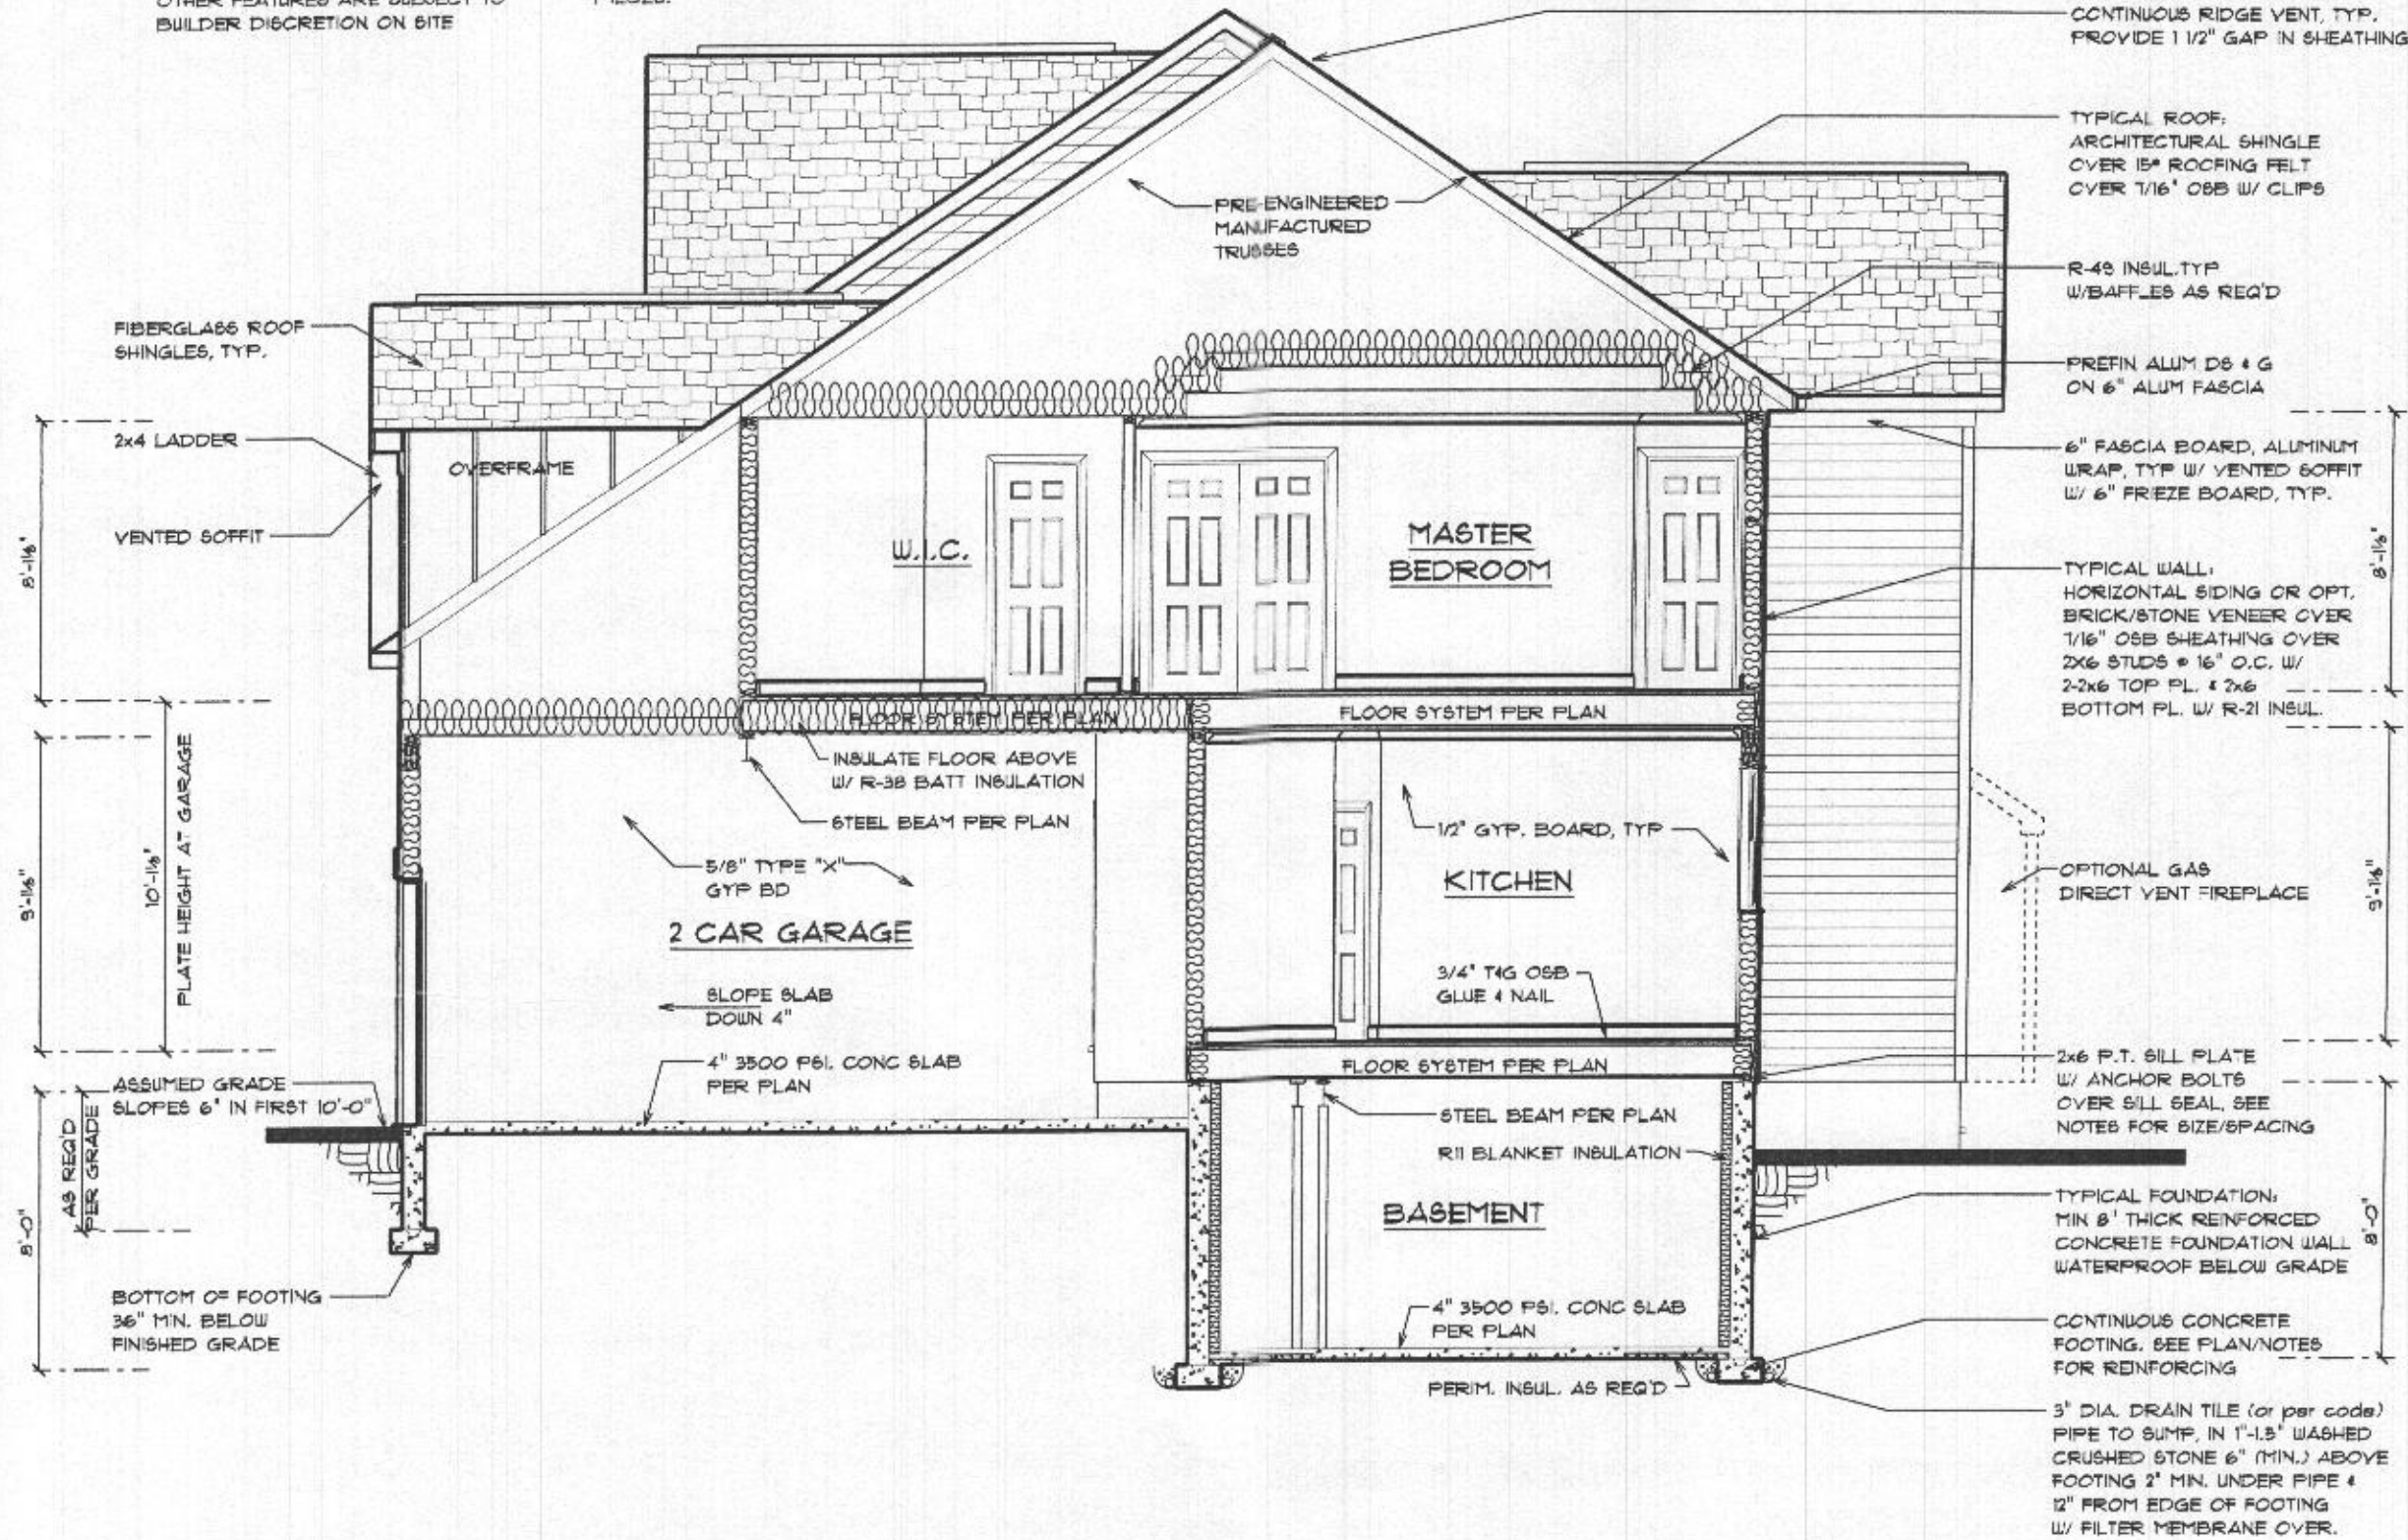 OTHER FEATURES ARE SUBJECT TO
BUILDER DISCRETION ON SITE
PIECES.
CONTINUOUS RIDGE VENT, TYP.
PROVIDE 1 1/2" GAP IN SHEATHING
TYPICAL ROOF:
ARCHITECTURAL SHINGLE
OVER 15# ROOFING FELT
OVER 7/16" OSB W/ CLIPS
PRE-ENGINEERED
MANUFACTURED
TRUSSES
R-49 INSUL. TYP
W/BAFFLES AS REQ'D
FIBERGLASS ROOF
SHINGLES, TYP.
PREFIN ALUM DS & G
ON 6" ALUM FASCIA
2x4 LADDER
OVERFRAME
VENTED SOFFIT
6" FASCIA BOARD, ALUMINUM
WRAP, TYP W/ VENTED SOFFIT
W/ 6" FRIEZE BOARD, TYP.
W.I.C.
MASTER
BEDROOM
8'-1⅛"
8'-1⅛"
TYPICAL WALL:
HORIZONTAL SIDING OR OPT.
BRICK/STONE VENEER OVER
7/16" OSB SHEATHING OVER
2X6 STUDS @ 16" O.C. W/
2-2x6 TOP PL. & 2x6
BOTTOM PL. W/ R-21 INSUL.
FLOOR SYSTEM PER PLAN
FLOOR SYSTEM PER PLAN
INSULATE FLOOR ABOVE
W/ R-38 BATT INSULATION
STEEL BEAM PER PLAN
9'-1⅛"
10'-1⅛"
PLATE HEIGHT AT GARAGE
5/8" TYPE "X"
GYP BD
2 CAR GARAGE
1/2" GYP. BOARD, TYP
KITCHEN
OPTIONAL GAS
DIRECT VENT FIREPLACE
9'-1⅛"
SLOPE SLAB
DOWN 4"
3/4" T&G OSB
GLUE & NAIL
4" 3500 PSI. CONC SLAB
PER PLAN
FLOOR SYSTEM PER PLAN
ASSUMED GRADE
SLOPES 6" IN FIRST 10'-0"
2x6 P.T. SILL PLATE
W/ ANCHOR BOLTS
OVER SILL SEAL, SEE
NOTES FOR SIZE/SPACING
STEEL BEAM PER PLAN
R11 BLANKET INSULATION
8'-0"
AS REQ'D
PER GRADE
BASEMENT
TYPICAL FOUNDATION:
MIN 8" THICK REINFORCED
CONCRETE FOUNDATION WALL
WATERPROOF BELOW GRADE
8'-0"
BOTTOM OF FOOTING
36" MIN. BELOW
FINISHED GRADE
4" 3500 PSI. CONC SLAB
PER PLAN
CONTINUOUS CONCRETE
FOOTING. SEE PLAN/NOTES
FOR REINFORCING
PERIM. INSUL. AS REQ'D
3" DIA. DRAIN TILE (or per code)
PIPE TO SUMP, IN 1"-1.5" WASHED
CRUSHED STONE 6" (MIN.) ABOVE
FOOTING 2" MIN. UNDER PIPE &
12" FROM EDGE OF FOOTING
W/ FILTER MEMBRANE OVER.